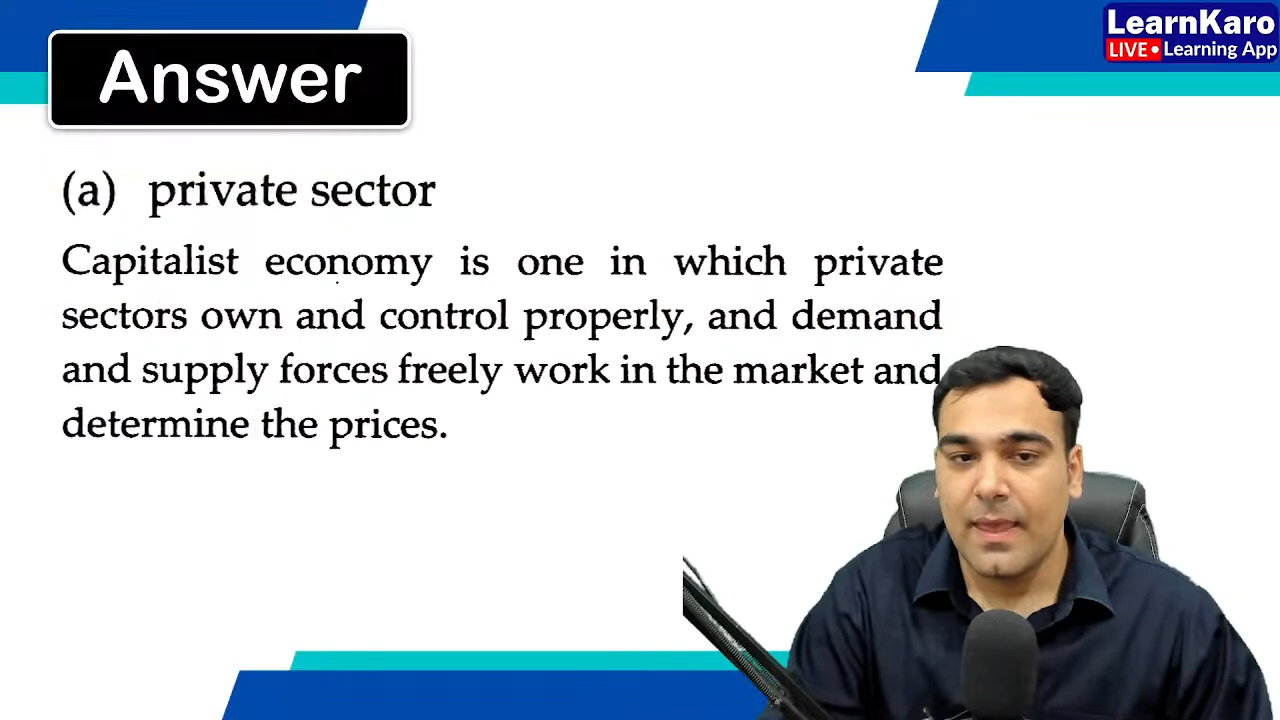 LearnKaro
LIVE • Learning App
Answer
(a) private sector
Capitalist economy is one in which private
sectors own and control properly, and demand
and supply forces freely work in the market and
determine the prices.